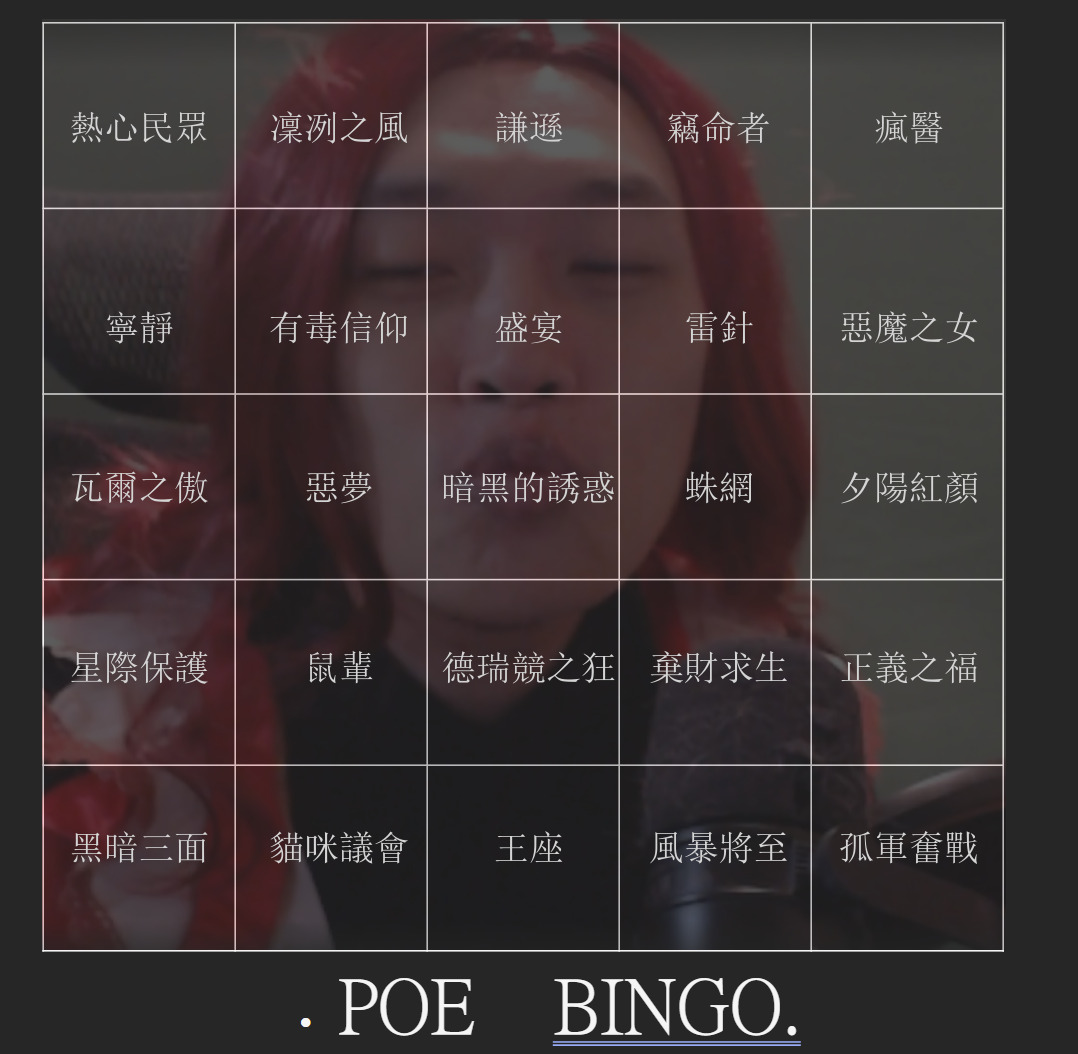 熱心民眾 凜冽之風 謙遜 竊命者 瘋醫
寧靜 有毒信仰 盛宴 雷針 惡魔之女
瓦爾之傲 惡夢 暗黑的誘惑 蛛網 夕陽紅顏
星際保護 鼠輩 德瑞競之狂 棄財求生 正義之福
黑暗三面 貓咪議會 王座 風暴將至 孤軍奮戰
. POE BINGO.